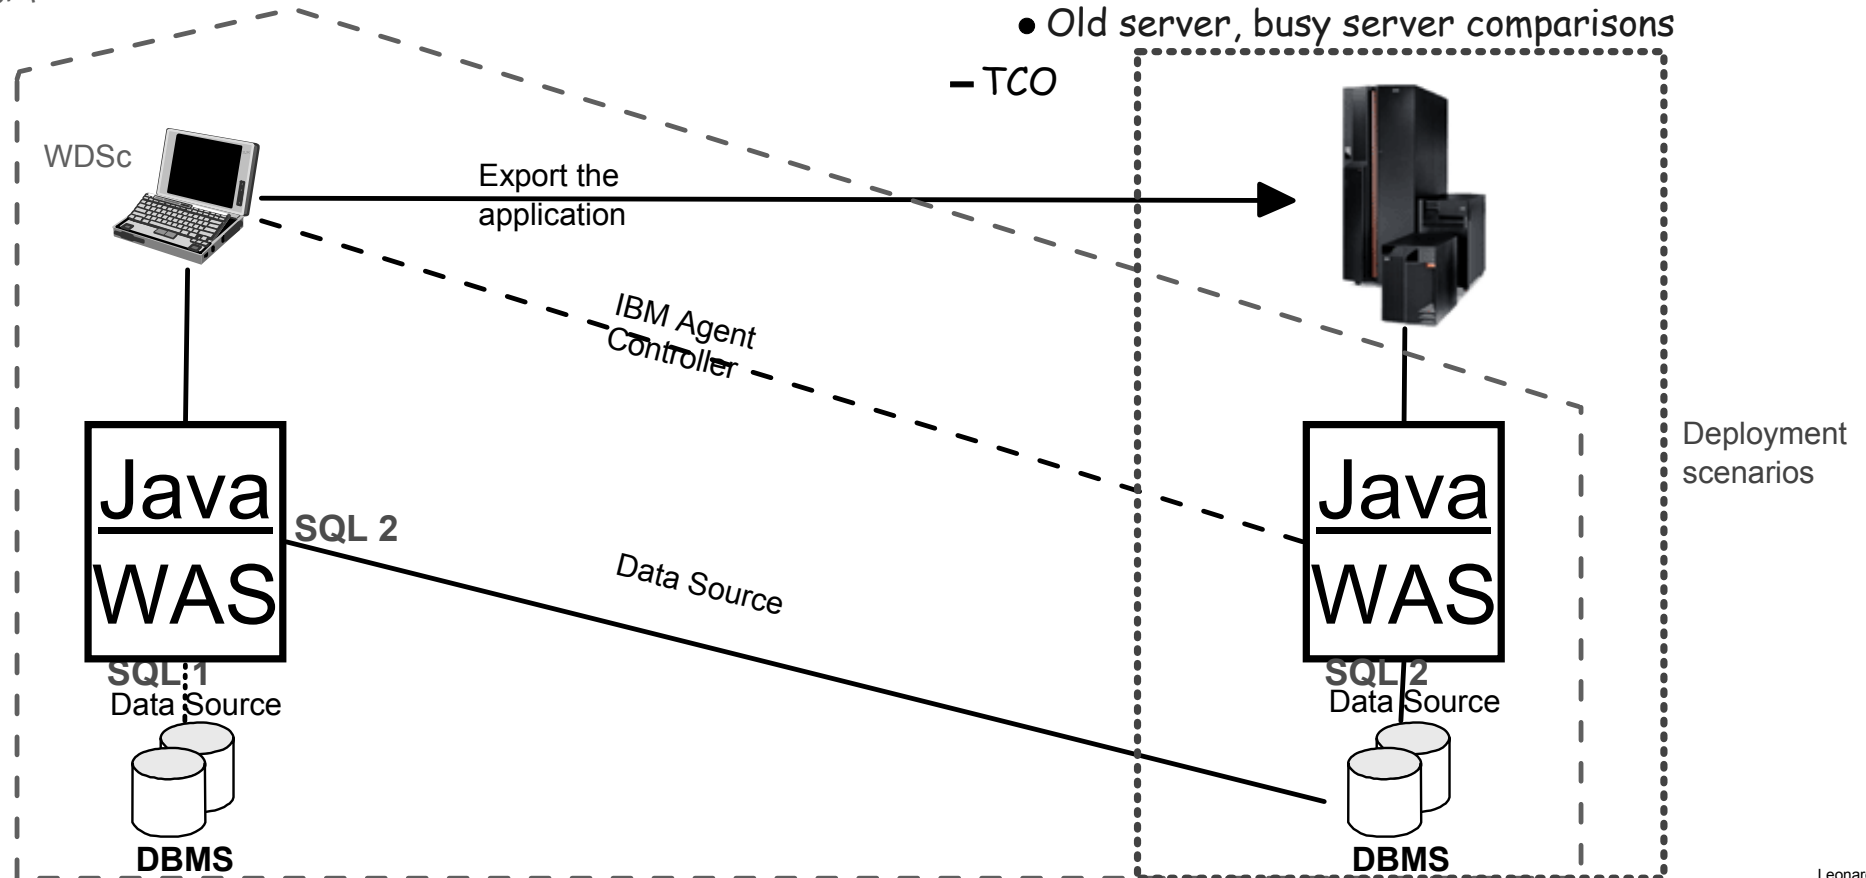 ● Old server, busy server comparisons
– TCO
WDSc
Export the
application
IBM Agent
Controller
Java
WAS
SQL 2
Data Source
Java
WAS
Deployment
scenarios
SQL 1
Data Source
SQL 2
Data Source
DBMS
DBMS